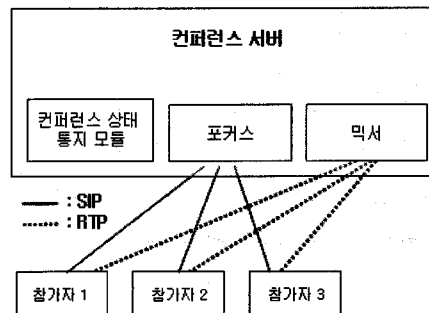 컨퍼런스 서버
컨퍼런스 상태
통지 모듈
포커스
믹서
: SIP
: RTP
참가자 1
참가자 2
참가자 3